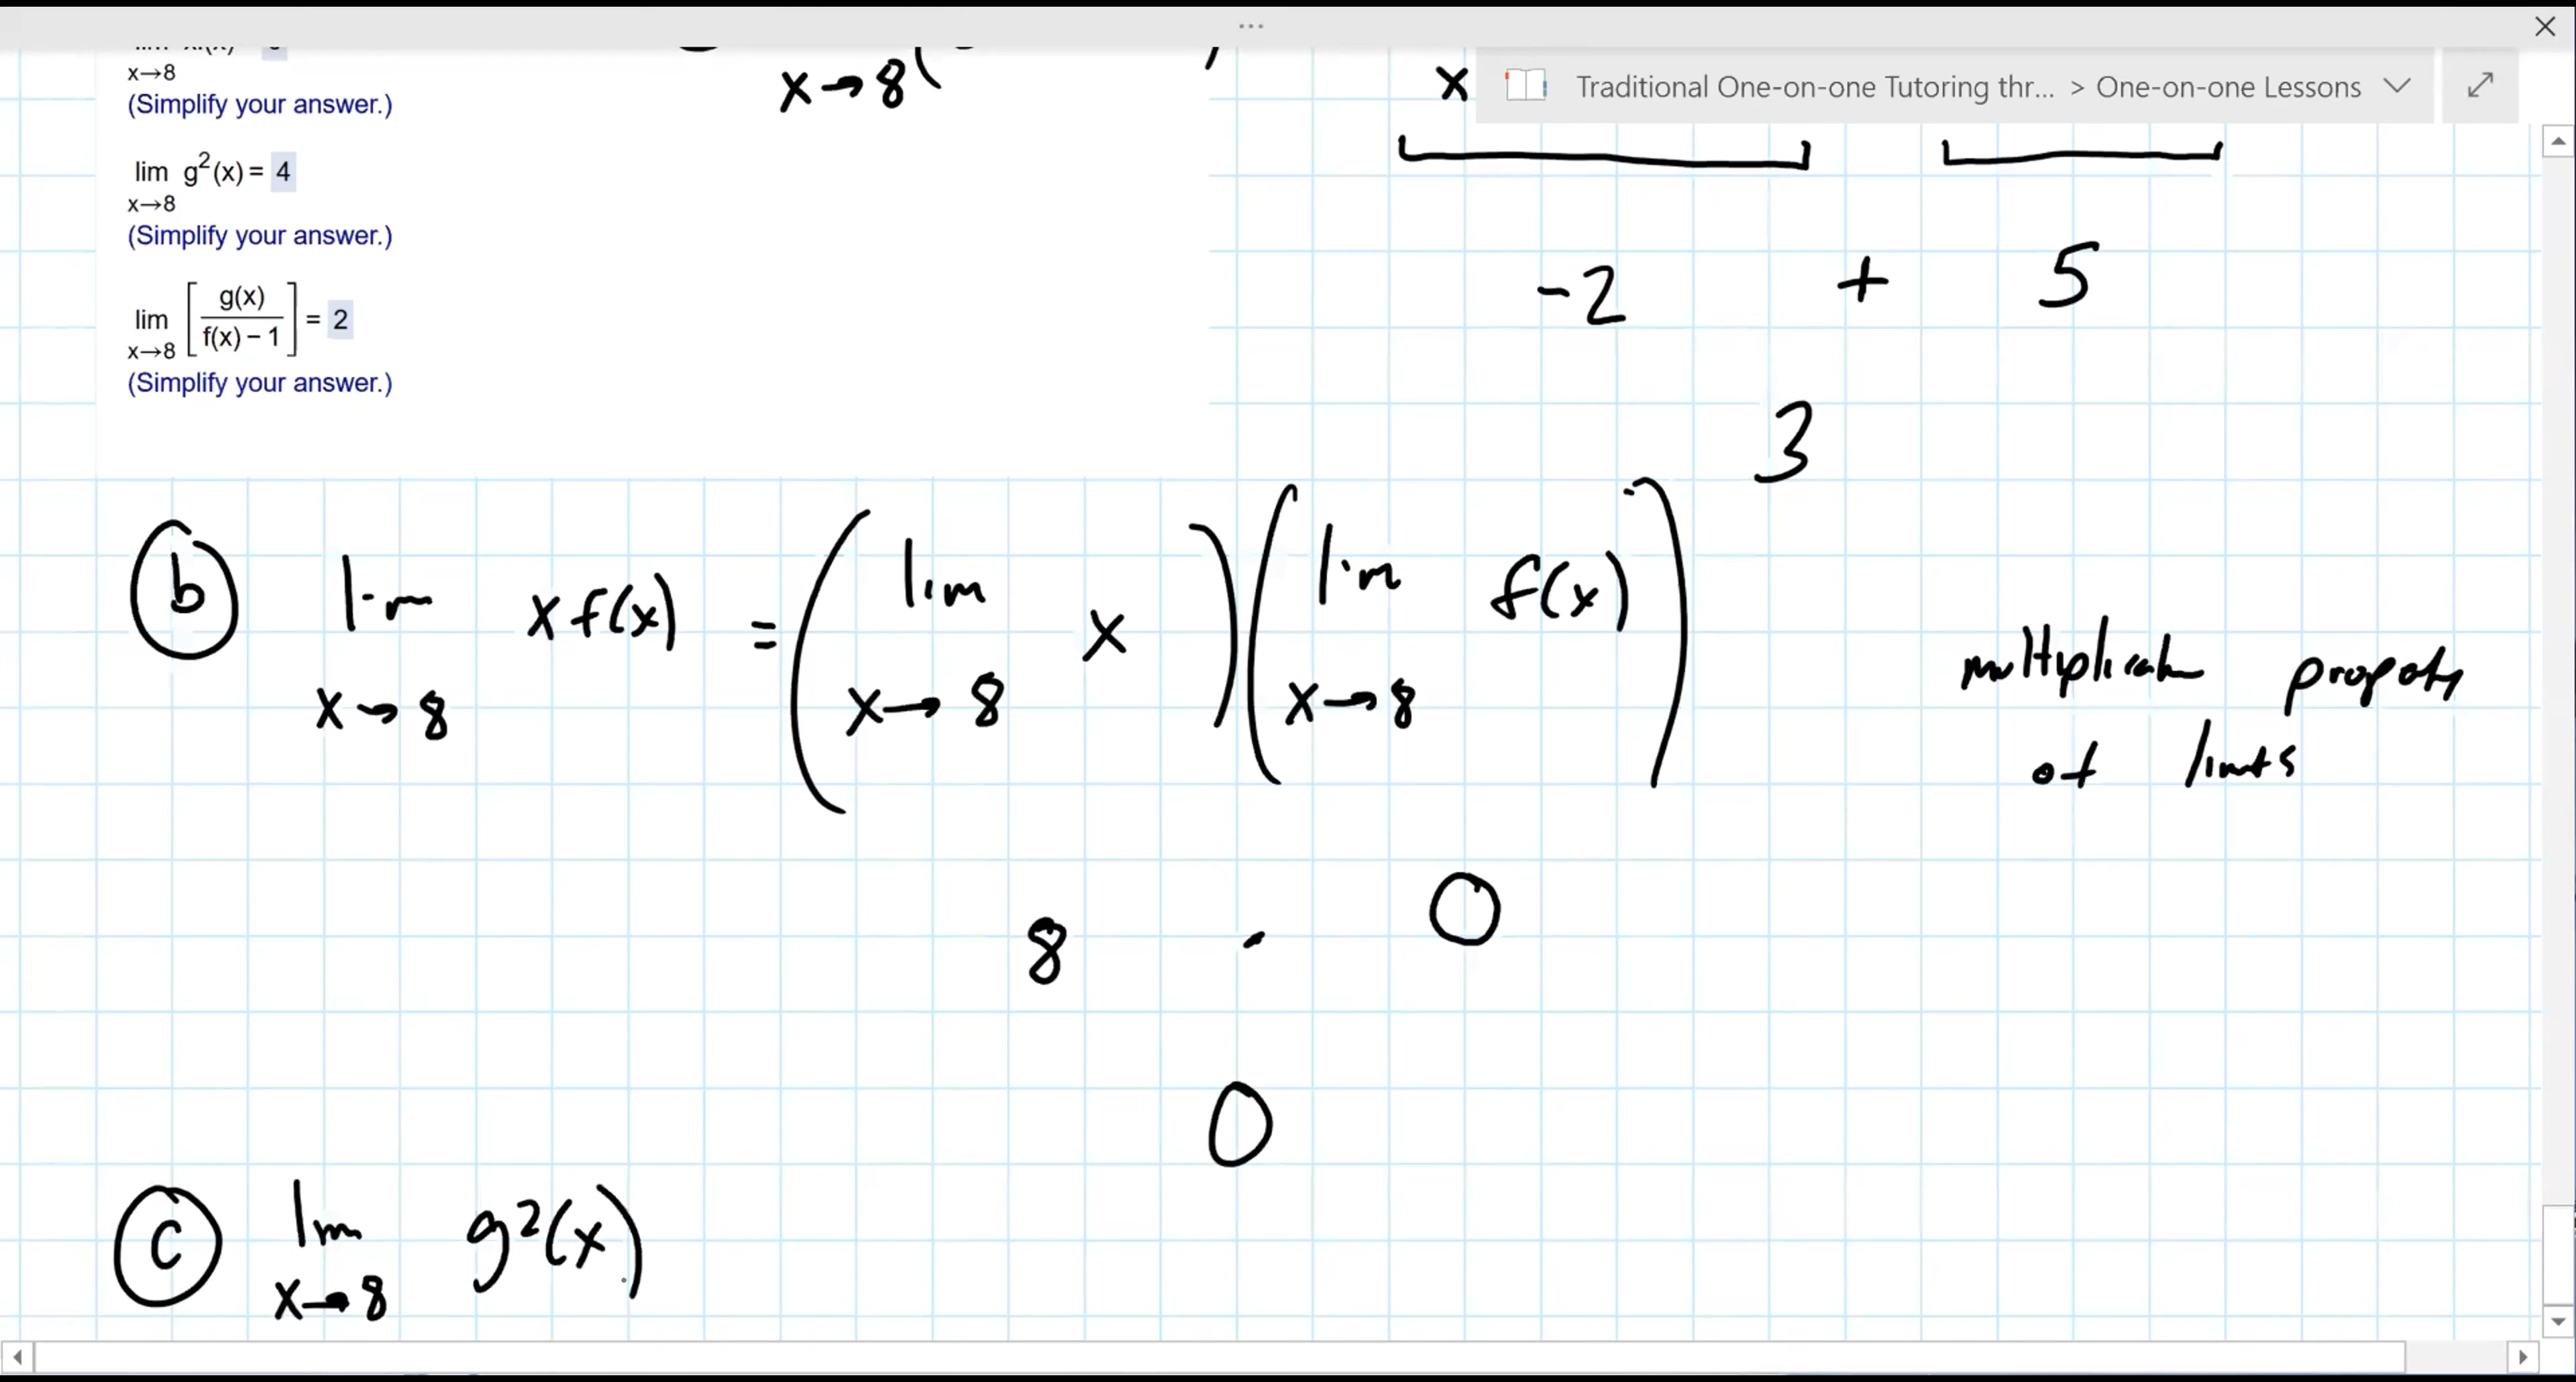 Traditional One-on-one Tutoring thr... > One-on-one Lessons
x→8
(Simplify your answer.)
x→8(
x
lim g²(x) = 4
x→8
(Simplify your answer.)
-2 + 5
lim [ g(x) / f(x) − 1 ] = 2
x→8
(Simplify your answer.)
3
b lim x f(x) = ( lim x ) ( lim f(x) )
x→8 x→8 x→8
of limits
8 · 0
0
c lim g²(x)
x→8